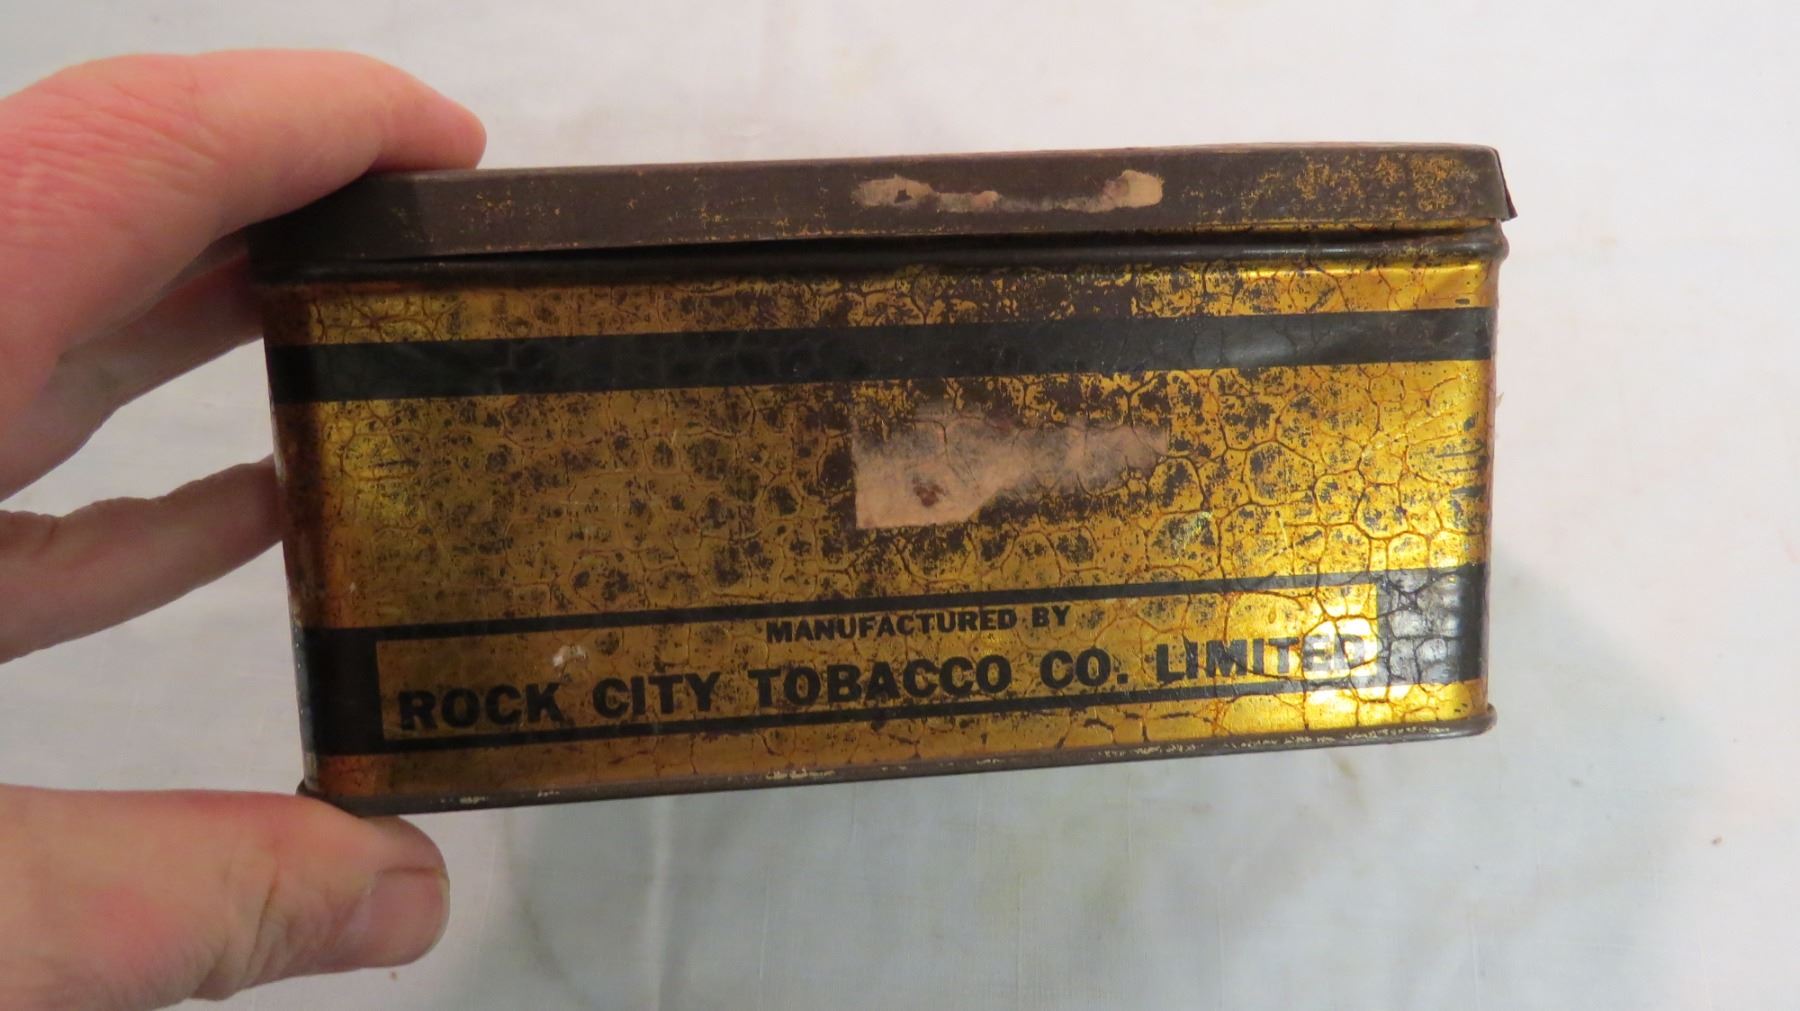 MANUFACTURED BY
ROCK CITY TOBACCO CO. LIMITED